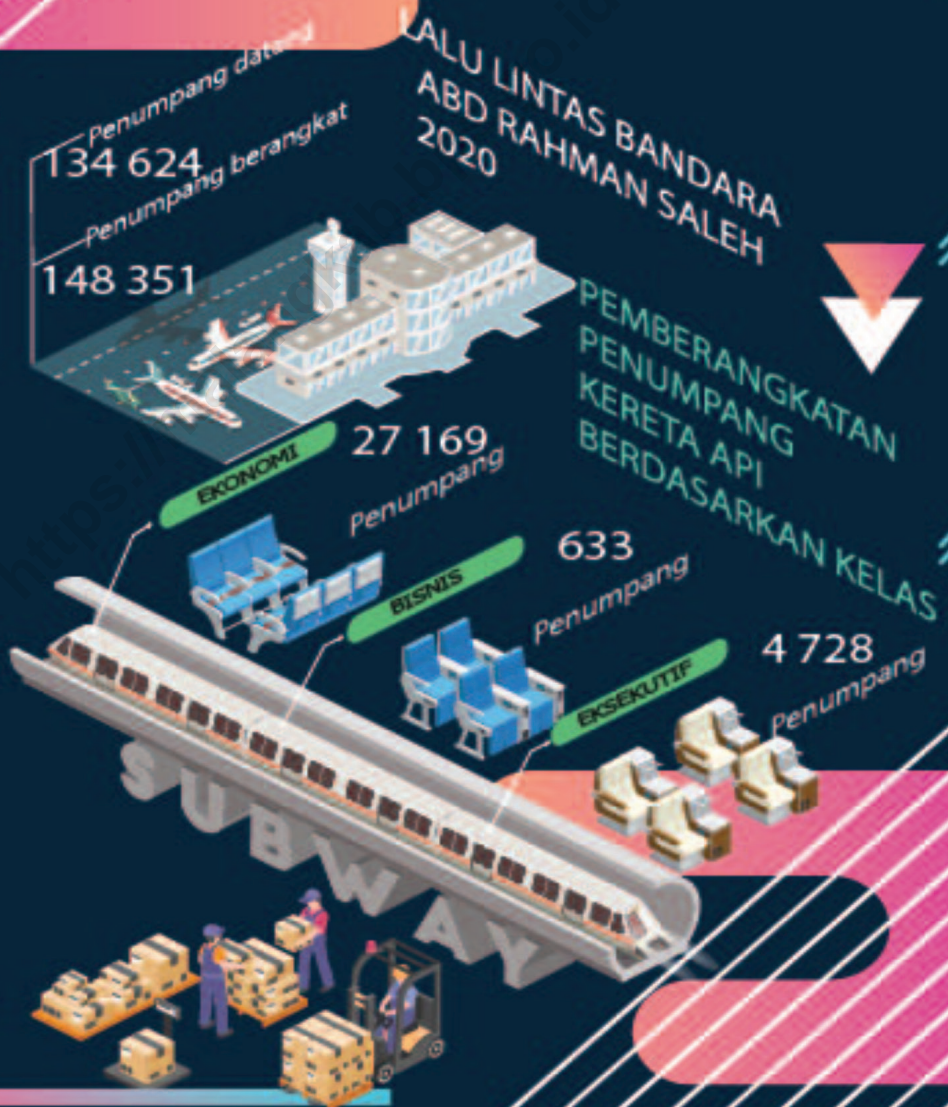 LALU LINTAS BANDARA
ABD RAHMAN SALEH
2020
Penumpang datang
134 624
Penumpang berangkat
148 351
PEMBERANGKATAN
PENUMPANG
KERETA API
BERDASARKAN KELAS
EKONOMI
27 169
Penumpang
BISNIS
633
Penumpang
EKSEKUTIF
4 728
Penumpang
SUBWAY